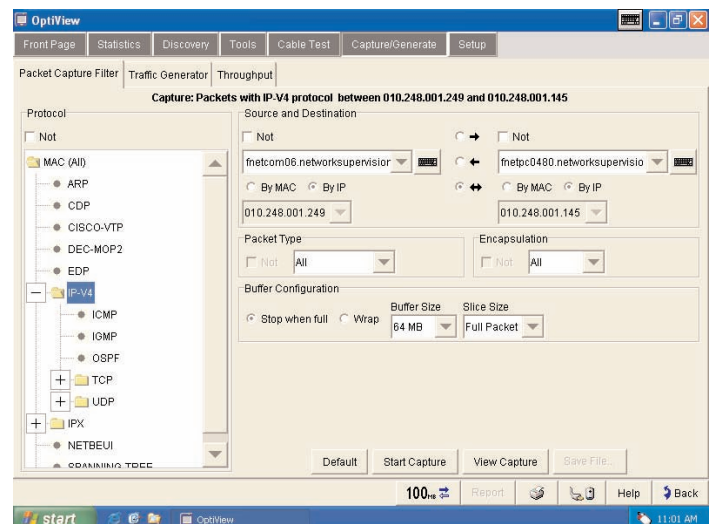 OptiView
Front Page Statistics Discovery Tools Cable Test Capture/Generate Setup
Packet Capture Filter Traffic Generator Throughput
Capture: Packets with IP-V4 protocol between 010.248.001.249 and 010.248.001.145
Protocol
Not
MAC (All)
ARP
CDP
CISCO-VTP
DEC-MOP2
EDP
IP-V4
ICMP
IGMP
OSPF
TCP
UDP
IPX
NETBEUI
SPANNING TREE
Source and Destination
Not Not
fnetcom06.networksupervisior fnetpc0480.networksupervisio
By MAC By IP By MAC By IP
010.248.001.249 010.248.001.145
Packet Type Encapsulation
Not All Not All
Buffer Configuration
Buffer Size Slice Size
Stop when full Wrap 64 MB Full Packet
Default Start Capture View Capture Save File...
100 MB Report Help Back
start OptiView 11:01 AM